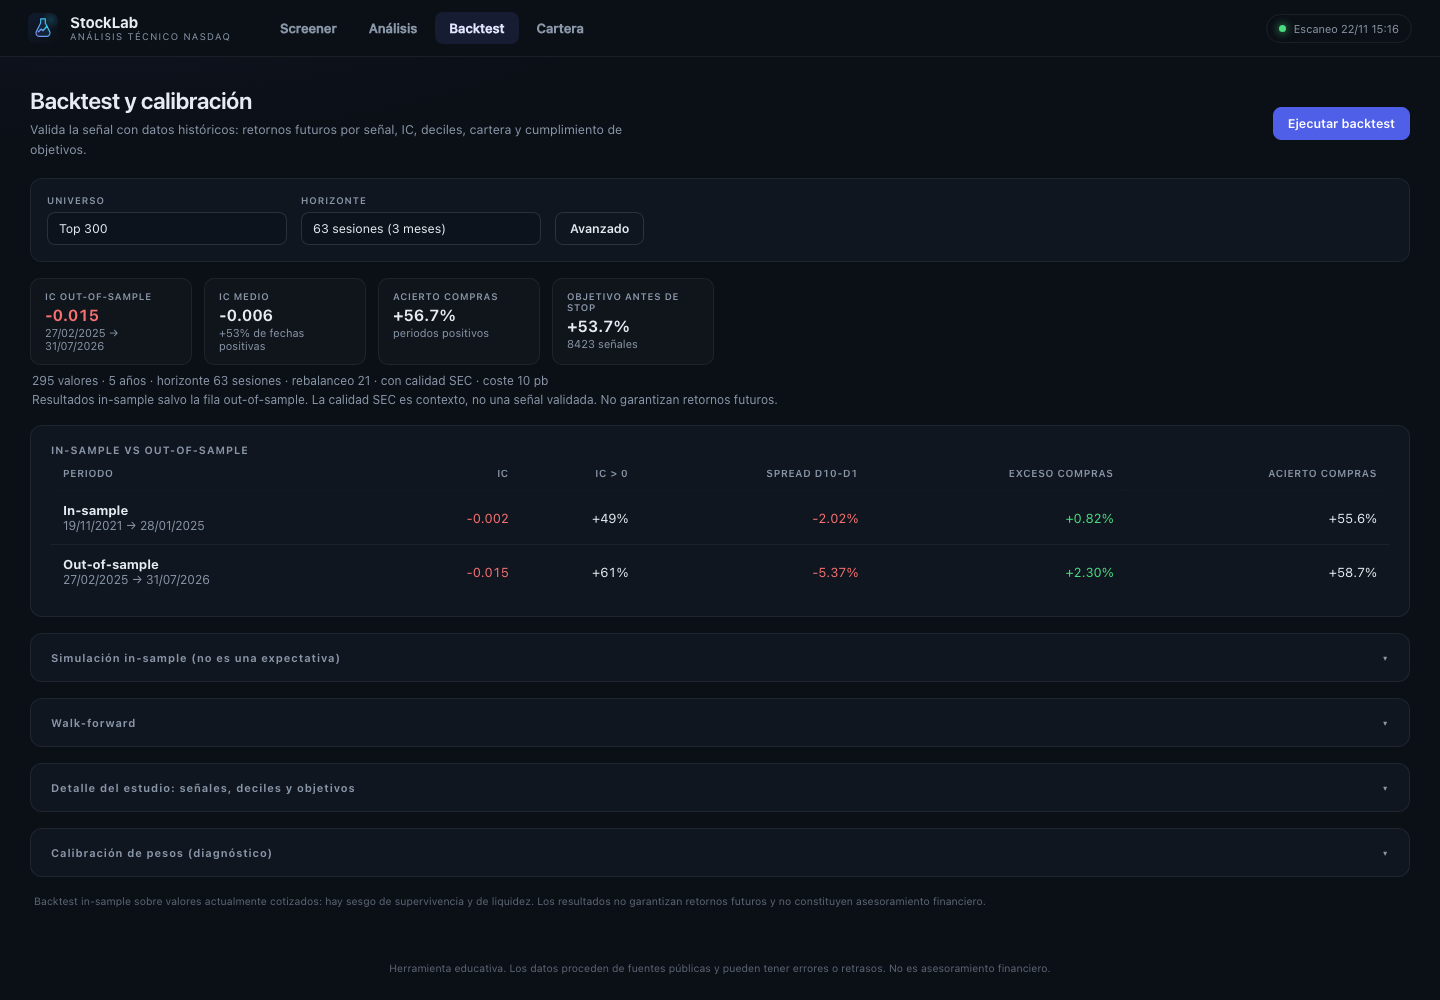 StockLab
ANÁLISIS TÉCNICO NASDAQ
Screener
Análisis
Backtest
Cartera
Escaneo 22/11 15:16
Backtest y calibración
Valida la señal con datos históricos: retornos futuros por señal, IC, deciles, cartera y cumplimiento de
objetivos.
Ejecutar backtest
UNIVERSO
HORIZONTE
Top 300
63 sesiones (3 meses)
Avanzado
IC OUT-OF-SAMPLE
-0.015
27/02/2025 →
31/07/2026
IC MEDIO
-0.006
+53% de fechas
positivas
ACIERTO COMPRAS
+56.7%
periodos positivos
OBJETIVO ANTES DE
STOP
+53.7%
8423 señales
295 valores · 5 años · horizonte 63 sesiones · rebalanceo 21 · con calidad SEC · coste 10 pb
Resultados in-sample salvo la fila out-of-sample. La calidad SEC es contexto, no una señal validada. No garantizan retornos futuros.
IN-SAMPLE VS OUT-OF-SAMPLE
PERIODO IC IC > 0 SPREAD D10-D1 EXCESO COMPRAS ACIERTO COMPRAS
In-sample
19/11/2021 → 28/01/2025
-0.002 +49% -2.02% +0.82% +55.6%
Out-of-sample
27/02/2025 → 31/07/2026
-0.015 +61% -5.37% +2.30% +58.7%
Simulación in-sample (no es una expectativa)
Walk-forward
Detalle del estudio: señales, deciles y objetivos
Calibración de pesos (diagnóstico)
Backtest in-sample sobre valores actualmente cotizados: hay sesgo de supervivencia y de liquidez. Los resultados no garantizan retornos futuros y no constituyen asesoramiento financiero.
Herramienta educativa. Los datos proceden de fuentes públicas y pueden tener errores o retrasos. No es asesoramiento financiero.